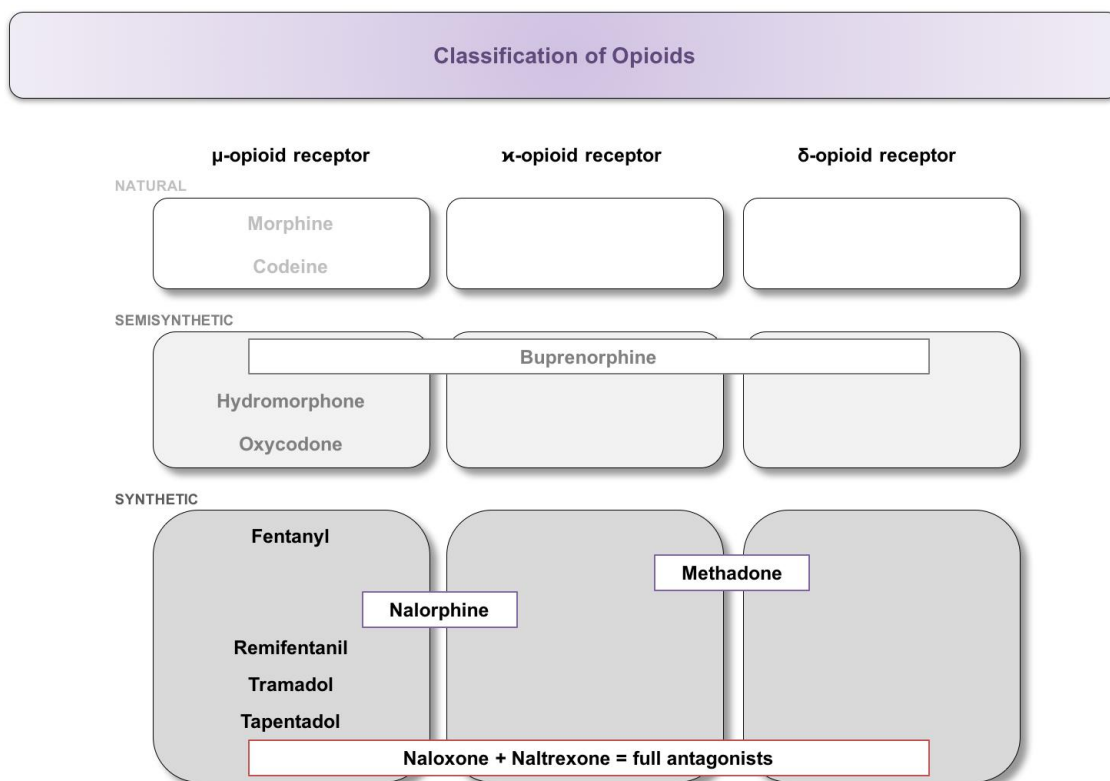 Classification of Opioids
μ-opioid receptor ϰ-opioid receptor δ-opioid receptor
NATURAL
Morphine
Codeine
SEMISYNTHETIC
Buprenorphine
Hydromorphone
Oxycodone
SYNTHETIC
Fentanyl
Methadone
Nalorphine
Remifentanil
Tramadol
Tapentadol
Naloxone + Naltrexone = full antagonists